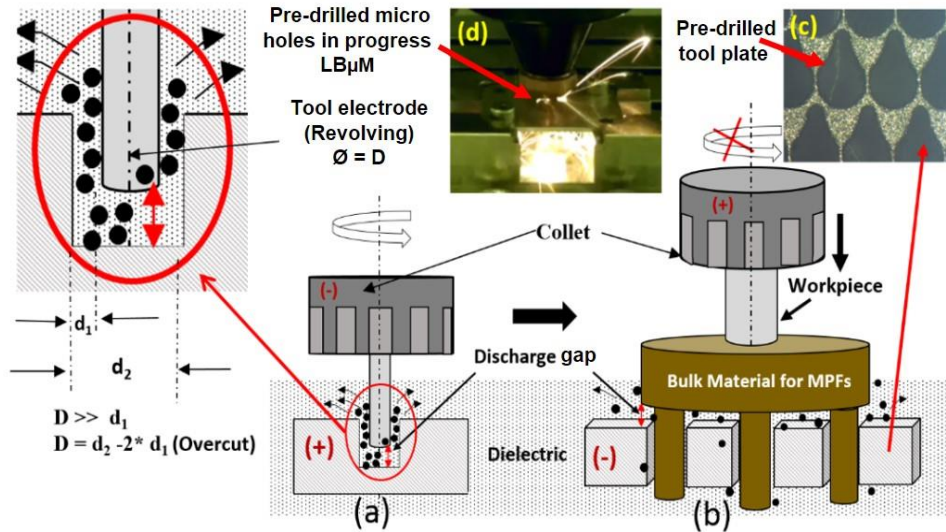 Pre-drilled micro
holes in progress
LBµM
(d)
Pre-drilled
tool plate
(c)
Tool electrode
(Revolving)
Ø = D
(+)
Collet
(-)
Workpiece
d₁
d₂
Discharge gap
Bulk Material for MPFs
D >> d₁
D = d₂ -2* d₁ (Overcut)
(+)
Dielectric
(-)
(a)
(b)